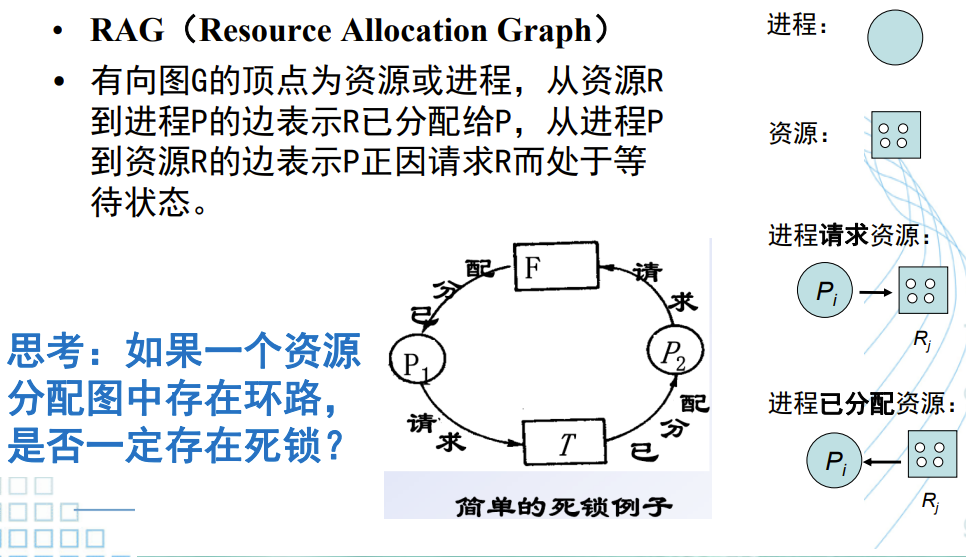 • RAG（Resource Allocation Graph）
• 有向图G的顶点为资源或进程，从资源R
到进程P的边表示R已分配给P，从进程P
到资源R的边表示P正因请求R而处于等
待状态。
思考：如果一个资源
分配图中存在环路，
是否一定存在死锁？
F
已分配
请求
P1
P2
请求
已分配
T
简单的死锁例子
进程：
资源：
进程请求资源：
Pi
Rj
进程已分配资源：
Pi
Rj